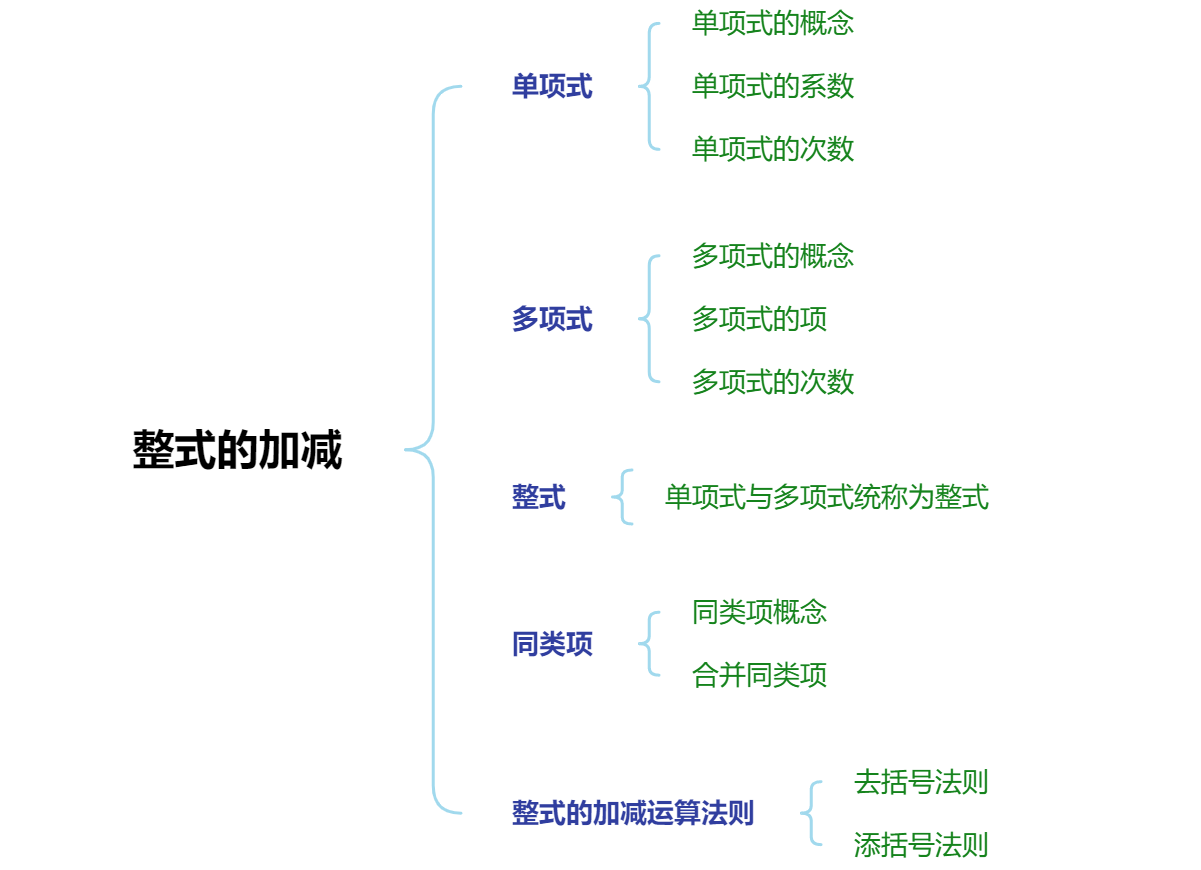 整式的加减
单项式
单项式的概念
单项式的系数
单项式的次数
多项式
多项式的概念
多项式的项
多项式的次数
整式
单项式与多项式统称为整式
同类项
同类项概念
合并同类项
整式的加减运算法则
去括号法则
添括号法则